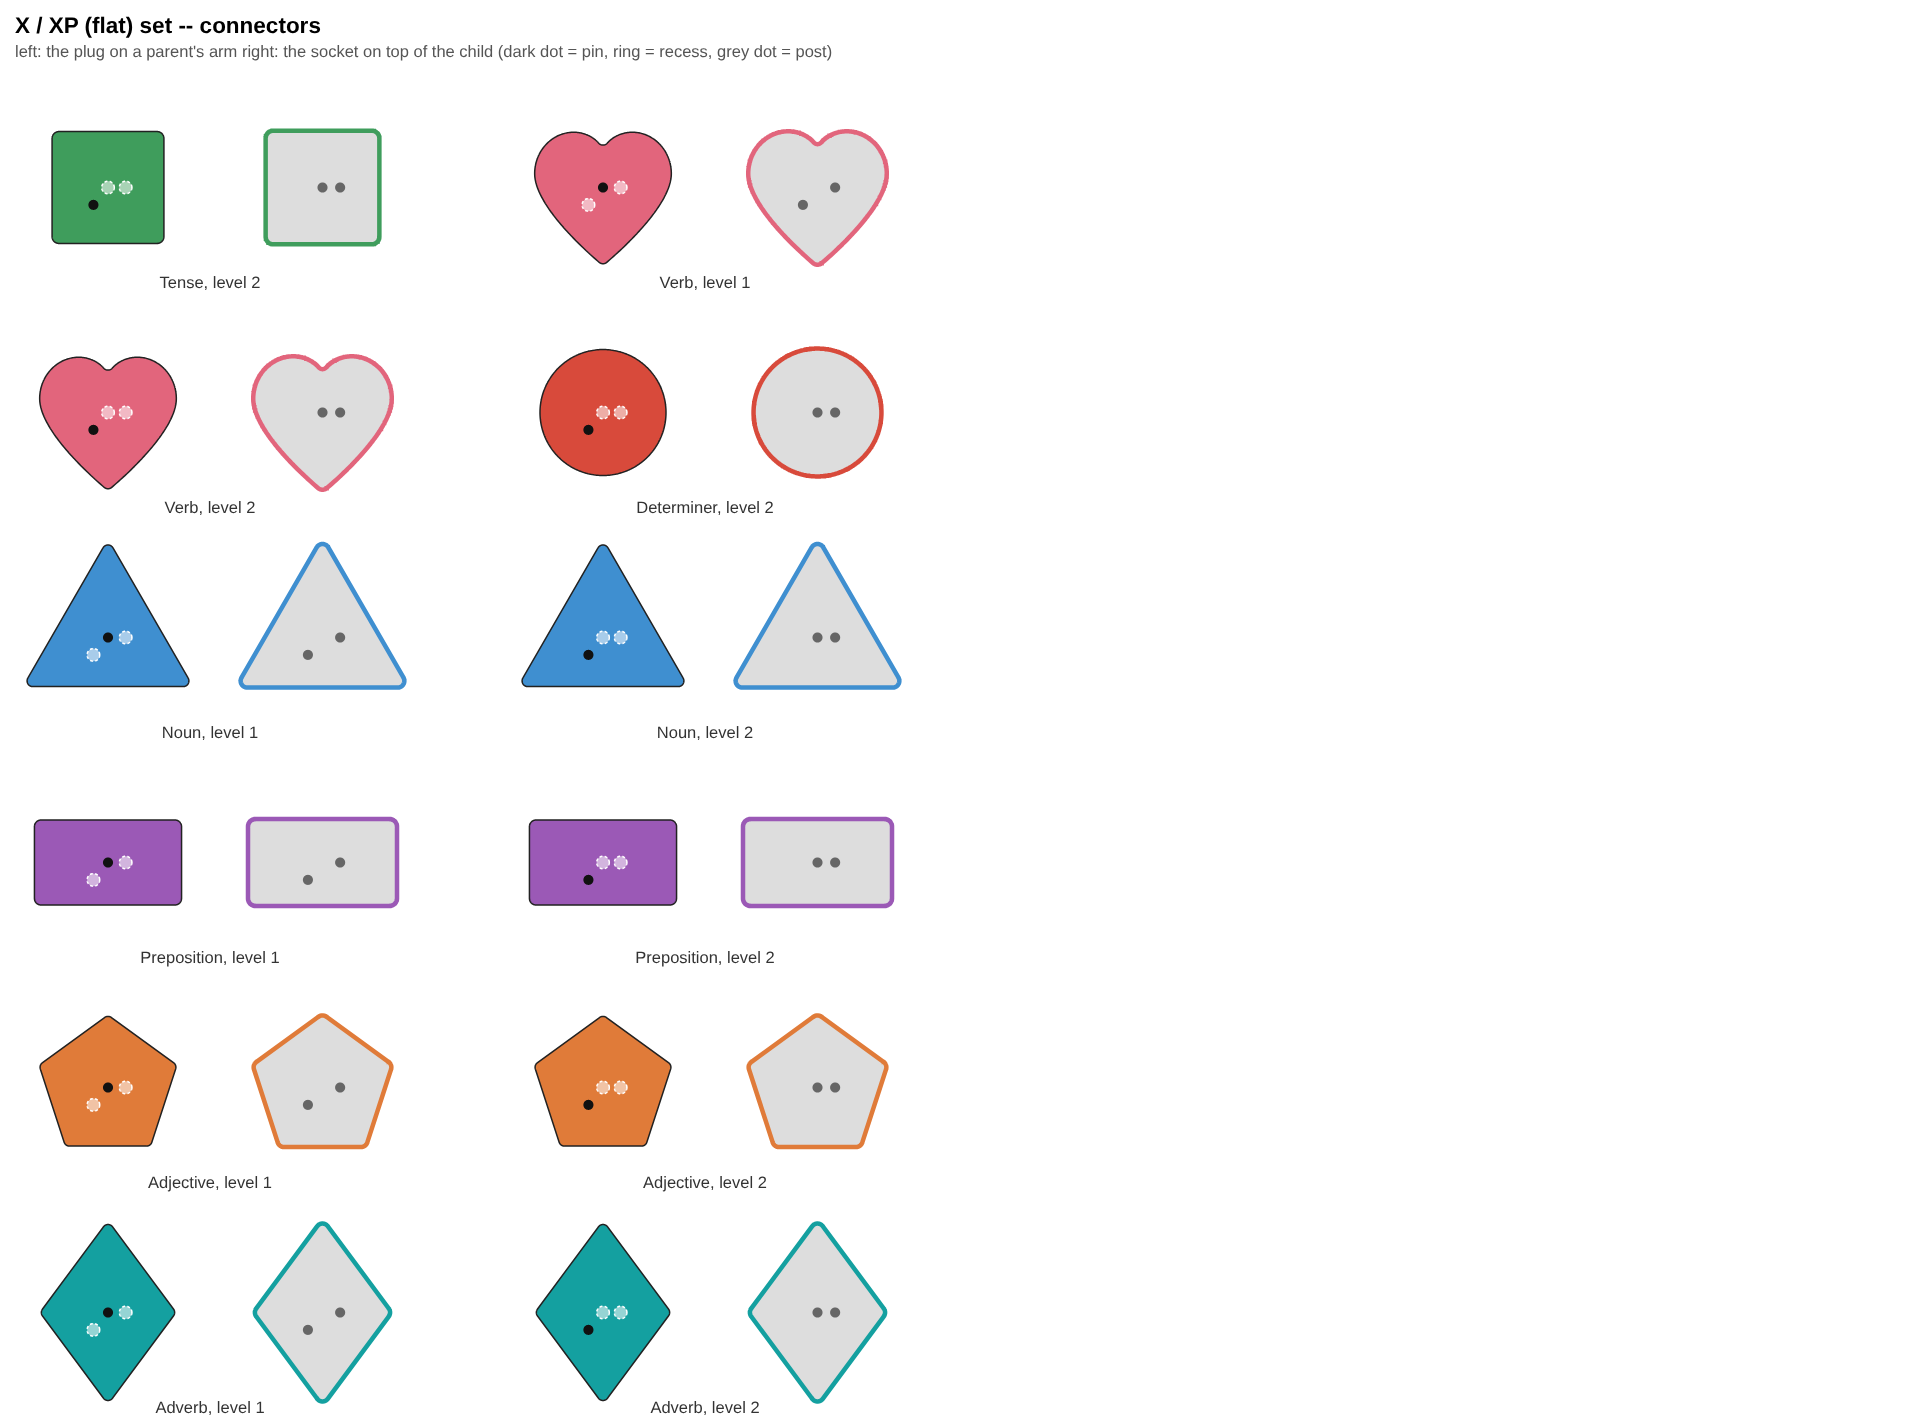 X / XP (flat) set -- connectors
left: the plug on a parent's arm right: the socket on top of the child (dark dot = pin, ring = recess, grey dot = post)
Tense, level 2
Verb, level 1
Verb, level 2
Determiner, level 2
Noun, level 1
Noun, level 2
Preposition, level 1
Preposition, level 2
Adjective, level 1
Adjective, level 2
Adverb, level 1
Adverb, level 2